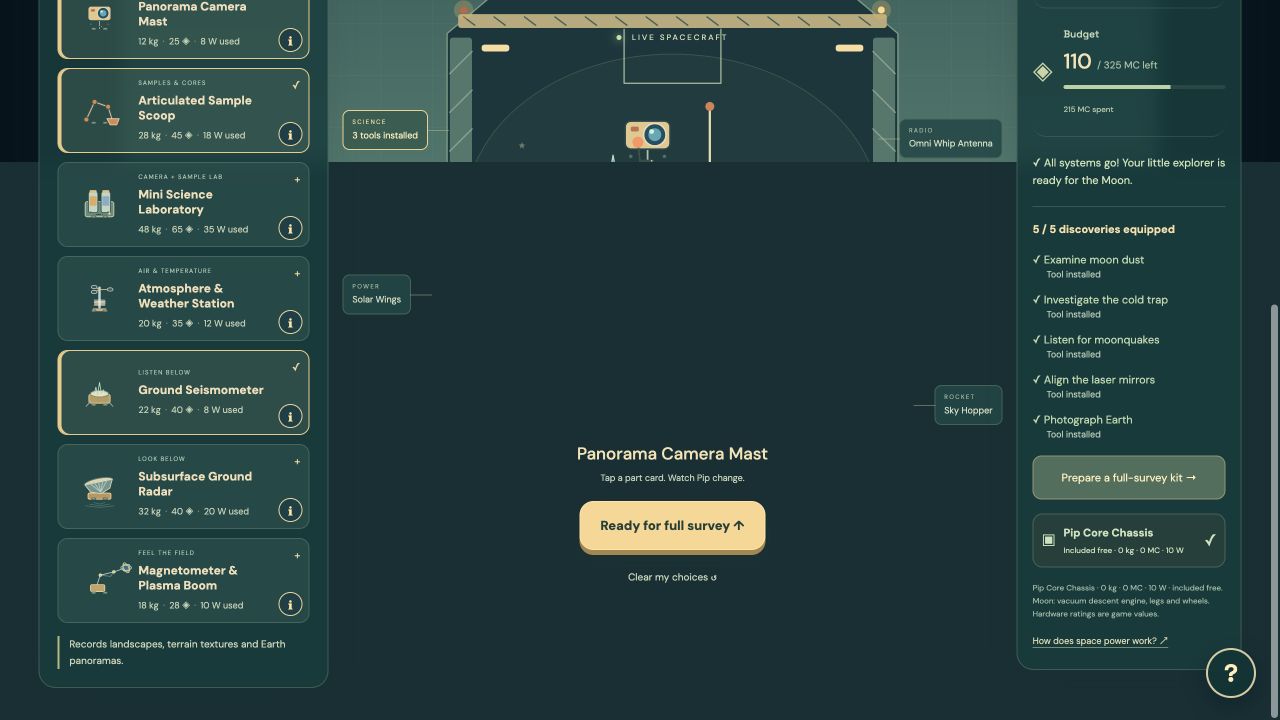 Panorama Camera
Mast
12 kg · 25 ◈ · 8 W used
i
SAMPLES & CORES
✓
Articulated Sample
Scoop
28 kg · 45 ◈ · 18 W used
i
CAMERA + SAMPLE LAB
+
Mini Science
Laboratory
48 kg · 65 ◈ · 35 W used
i
AIR & TEMPERATURE
+
Atmosphere &
Weather Station
20 kg · 35 ◈ · 12 W used
i
LISTEN BELOW
✓
Ground Seismometer
22 kg · 40 ◈ · 8 W used
i
LOOK BELOW
+
Subsurface Ground
Radar
32 kg · 40 ◈ · 20 W used
i
FEEL THE FIELD
+
Magnetometer &
Plasma Boom
18 kg · 28 ◈ · 10 W used
i
Records landscapes, terrain textures and Earth
panoramas.
LIVE SPACECRAFT
SCIENCE
3 tools installed
RADIO
Omni Whip Antenna
POWER
Solar Wings
ROCKET
Sky Hopper
Panorama Camera Mast
Tap a part card. Watch Pip change.
Ready for full survey ↑
Clear my choices ↺
Budget
◈ 110 / 325 MC left
215 MC spent
✓ All systems go! Your little explorer is
ready for the Moon.
5 / 5 discoveries equipped
✓ Examine moon dust
Tool installed
✓ Investigate the cold trap
Tool installed
✓ Listen for moonquakes
Tool installed
✓ Align the laser mirrors
Tool installed
✓ Photograph Earth
Tool installed
Prepare a full-survey kit →
▣ Pip Core Chassis ✓
Included free · 0 kg · 0 MC · 10 W
Pip Core Chassis · 0 kg · 0 MC · 10 W · included free.
Moon: vacuum descent engine, legs and wheels.
Hardware ratings are game values.
How does space power work? ↗
?